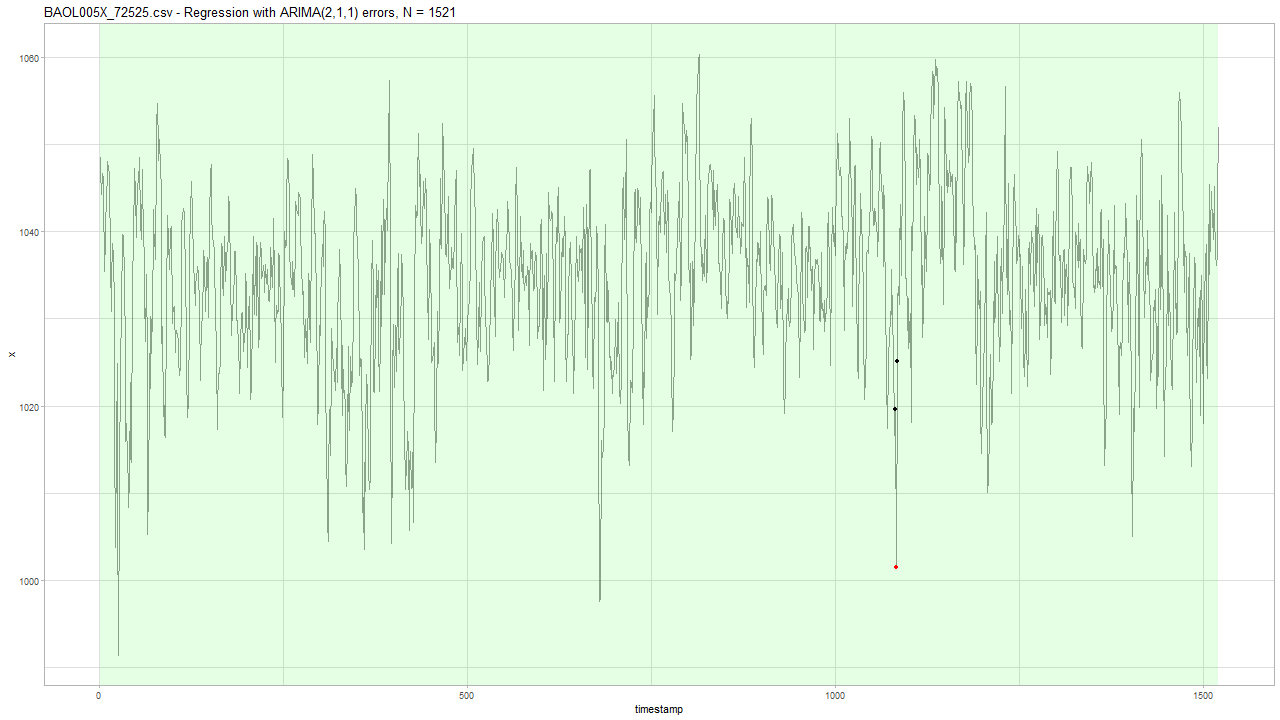 BAOL005X_72525.csv - Regression with ARIMA(2,1,1) errors, N = 1521
1060
1040
x
1020
1000
0 500 1000 1500
timestamp